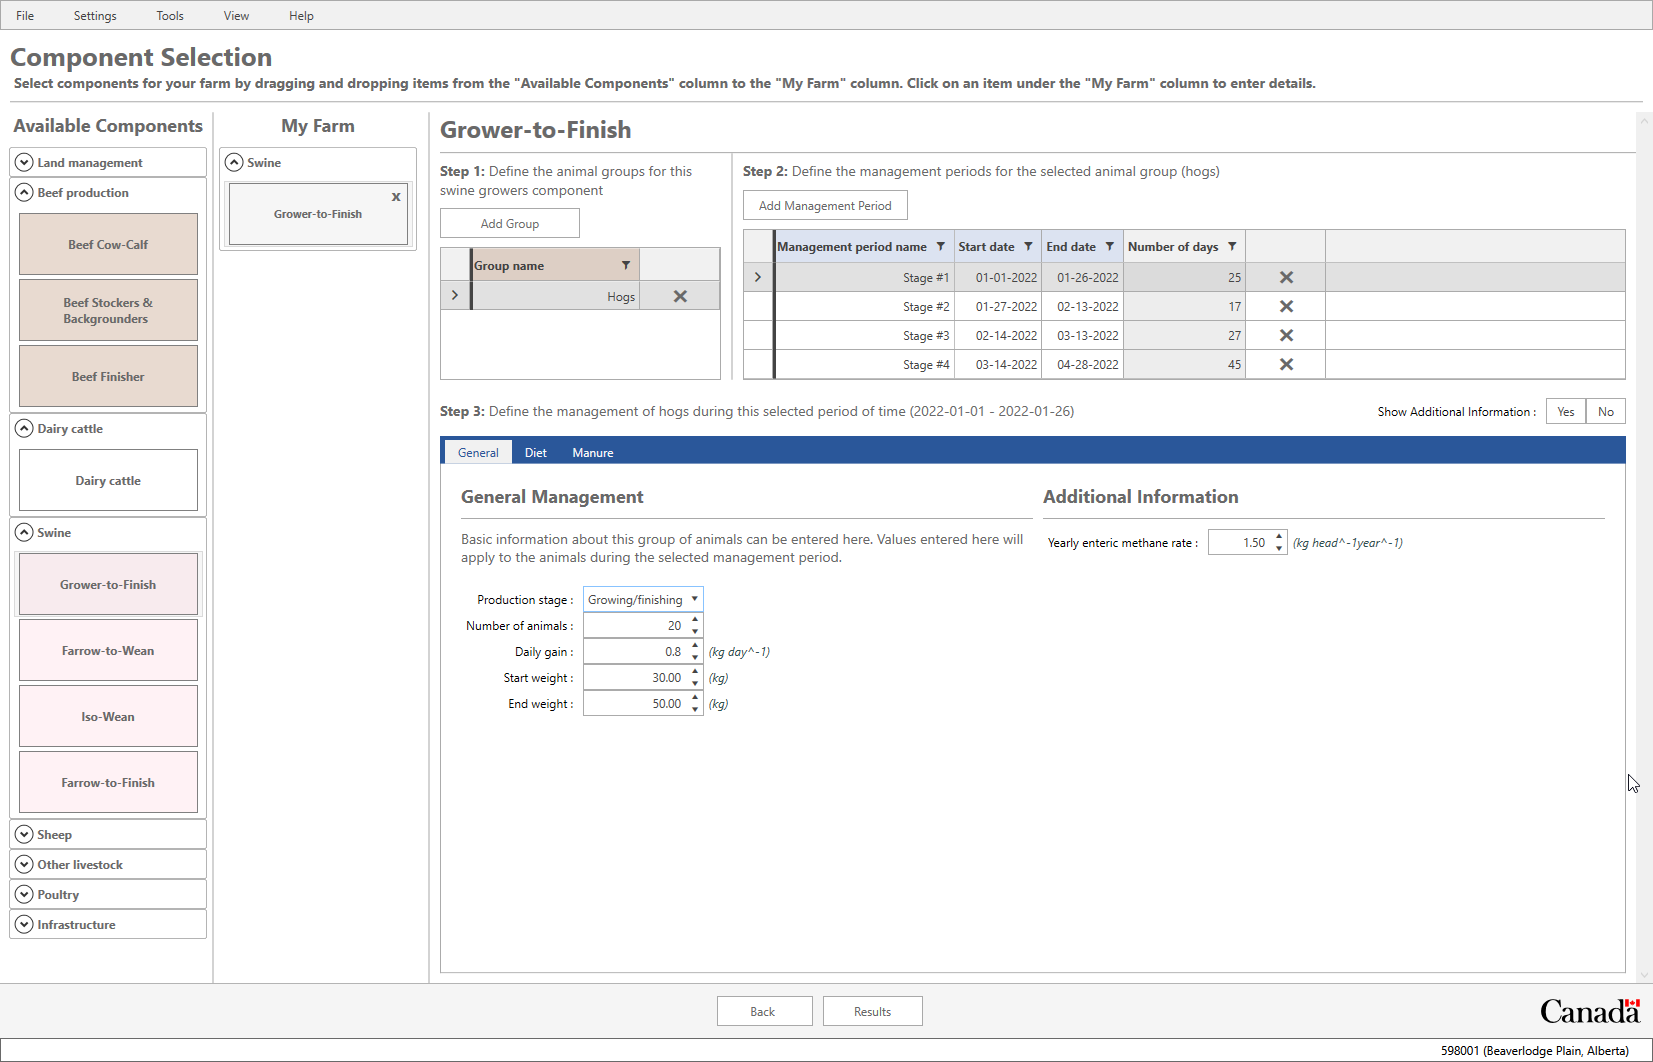 File Settings Tools View Help
Component Selection
Select components for your farm by dragging and dropping items from the "Available Components" column to the "My Farm" column. Click on an item under the "My Farm" column to enter details.
Available Components
Land management
Beef production
Beef Cow-Calf
Beef Stockers &
Backgrounders
Beef Finisher
Dairy cattle
Dairy cattle
Swine
Grower-to-Finish
Farrow-to-Wean
Iso-Wean
Farrow-to-Finish
Sheep
Other livestock
Poultry
Infrastructure
My Farm
Swine
x
Grower-to-Finish
Grower-to-Finish
Step 1: Define the animal groups for this
swine growers component
Add Group
Group name
Hogs
Step 2: Define the management periods for the selected animal group (hogs)
Add Management Period
Management period name Start date End date Number of days
Stage #1 01-01-2022 01-26-2022 25
Stage #2 01-27-2022 02-13-2022 17
Stage #3 02-14-2022 03-13-2022 27
Stage #4 03-14-2022 04-28-2022 45
Step 3: Define the management of hogs during this selected period of time (2022-01-01 - 2022-01-26)
Show Additional Information : Yes No
General Diet Manure
General Management
Basic information about this group of animals can be entered here. Values entered here will
apply to the animals during the selected management period.
Production stage : Growing/finishing
Number of animals : 20
Daily gain : 0.8 (kg day^-1)
Start weight : 30.00 (kg)
End weight : 50.00 (kg)
Additional Information
Yearly enteric methane rate : 1.50 (kg head^-1year^-1)
Back Results
Canada
598001 (Beaverlodge Plain, Alberta)